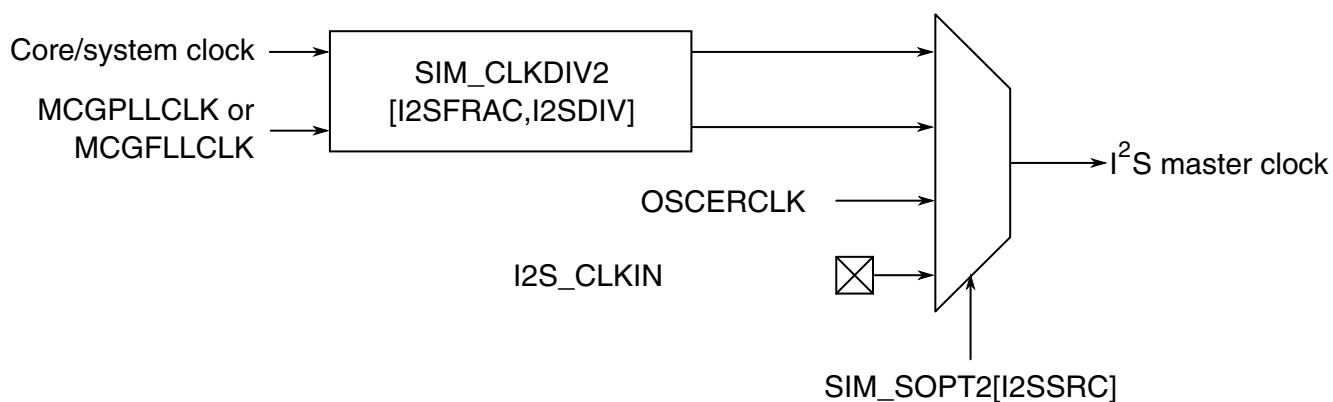 Core/system clock
MCGPLLCLK or
MCGFLLCLK
SIM_CLKDIV2
[I2SFRAC,I2SDIV]
OSCERCLK
I2S_CLKIN
I²S master clock
SIM_SOPT2[I2SSRC]